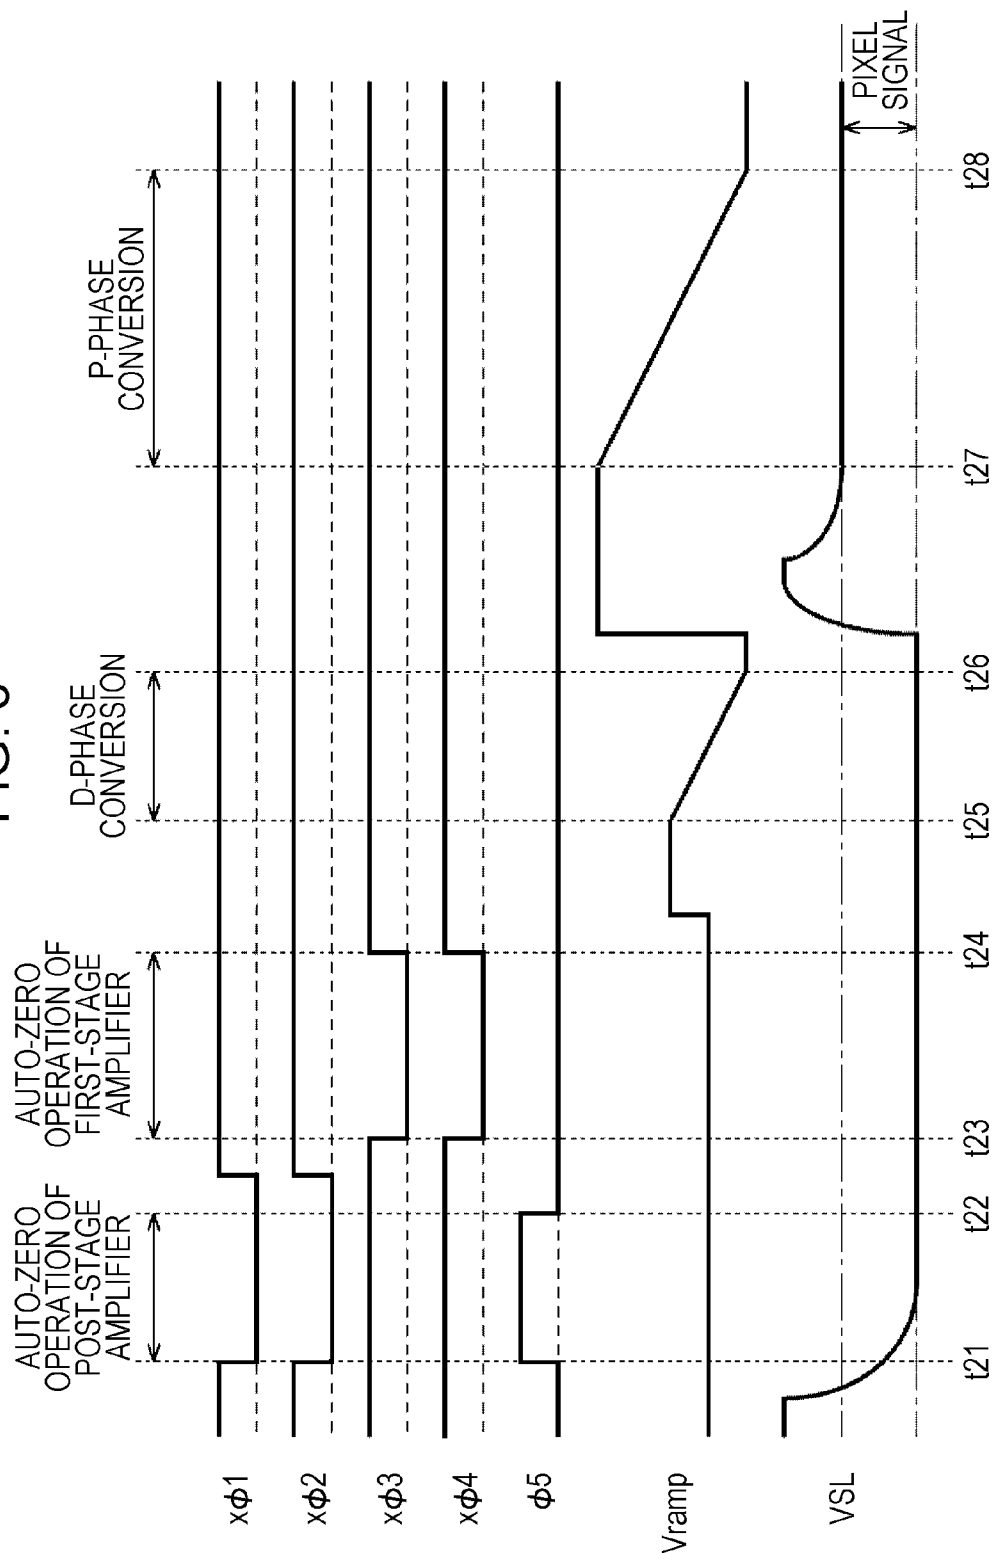 FIG.
AUTO-ZERO
OPERATION OF
POST-STAGE
AMPLIFIER
AUTO-ZERO
OPERATION OF
FIRST-STAGE
AMPLIFIER
D-PHASE
CONVERSION
P-PHASE
CONVERSION
xϕ1
xϕ2
xϕ3
xϕ4
ϕ5
Vramp
VSL
PIXEL
SIGNAL
t21
t22
t23
t24
t25
t26
t27
t28